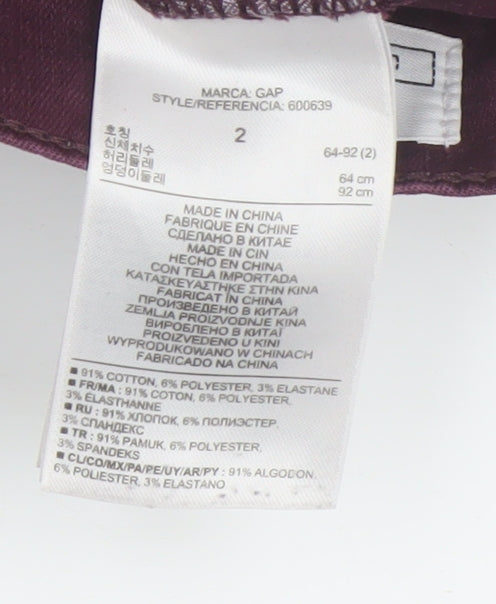 MARCA: GAP
STYLE/REFERENCIA: 600639
2
호칭
신체치수 64-92 (2)
허리둘레 64 cm
엉덩이둘레 92 cm
MADE IN CHINA
FABRIQUE EN CHINE
СДЕЛАНО В КИТАЕ
MADE IN CIN
HECHO EN CHINA
CON TELA IMPORTADA
ΚΑΤΑΣΚΕΥΑΣΤΗΚΕ ΣΤΗΝ ΚΙΝΑ
FABRICAT ÎN CHINA
ПРОИЗВЕДЕНО В КИТАЙ
ZEMLJA PROIZVODNJE KINA
ВИРОБЛЕНО В КИТАЇ
PROIZVEDENO U KINI
WYPRODUKOWANO W CHINACH
FABRICADO NA CHINA
■ 91% COTTON, 6% POLYESTER, 3% ELASTANE
■ FR/MA : 91% COTON, 6% POLYESTER,
3% ELASTHANNE
■ RU : 91% ХЛОПОК, 6% ПОЛИЭСТЕР,
3% СПАНДЕКС
■ TR : 91% PAMUK, 6% POLYESTER,
3% SPANDEKS
■ CL/CO/MX/PA/PE/UY/AR/PY : 91% ALGODON,
6% POLIESTER, 3% ELASTANO